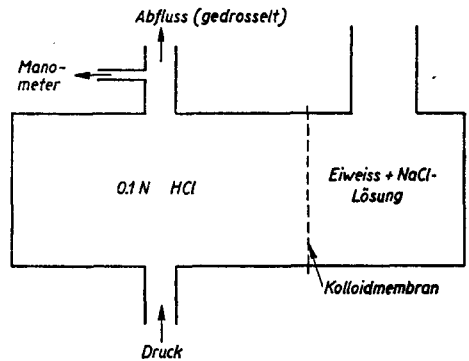 Abfluss (gedrosselt)
Mano-
meter
0.1 N HCl
Eiweiss + NaCl-
Lösung
Kolloidmembran
Druck